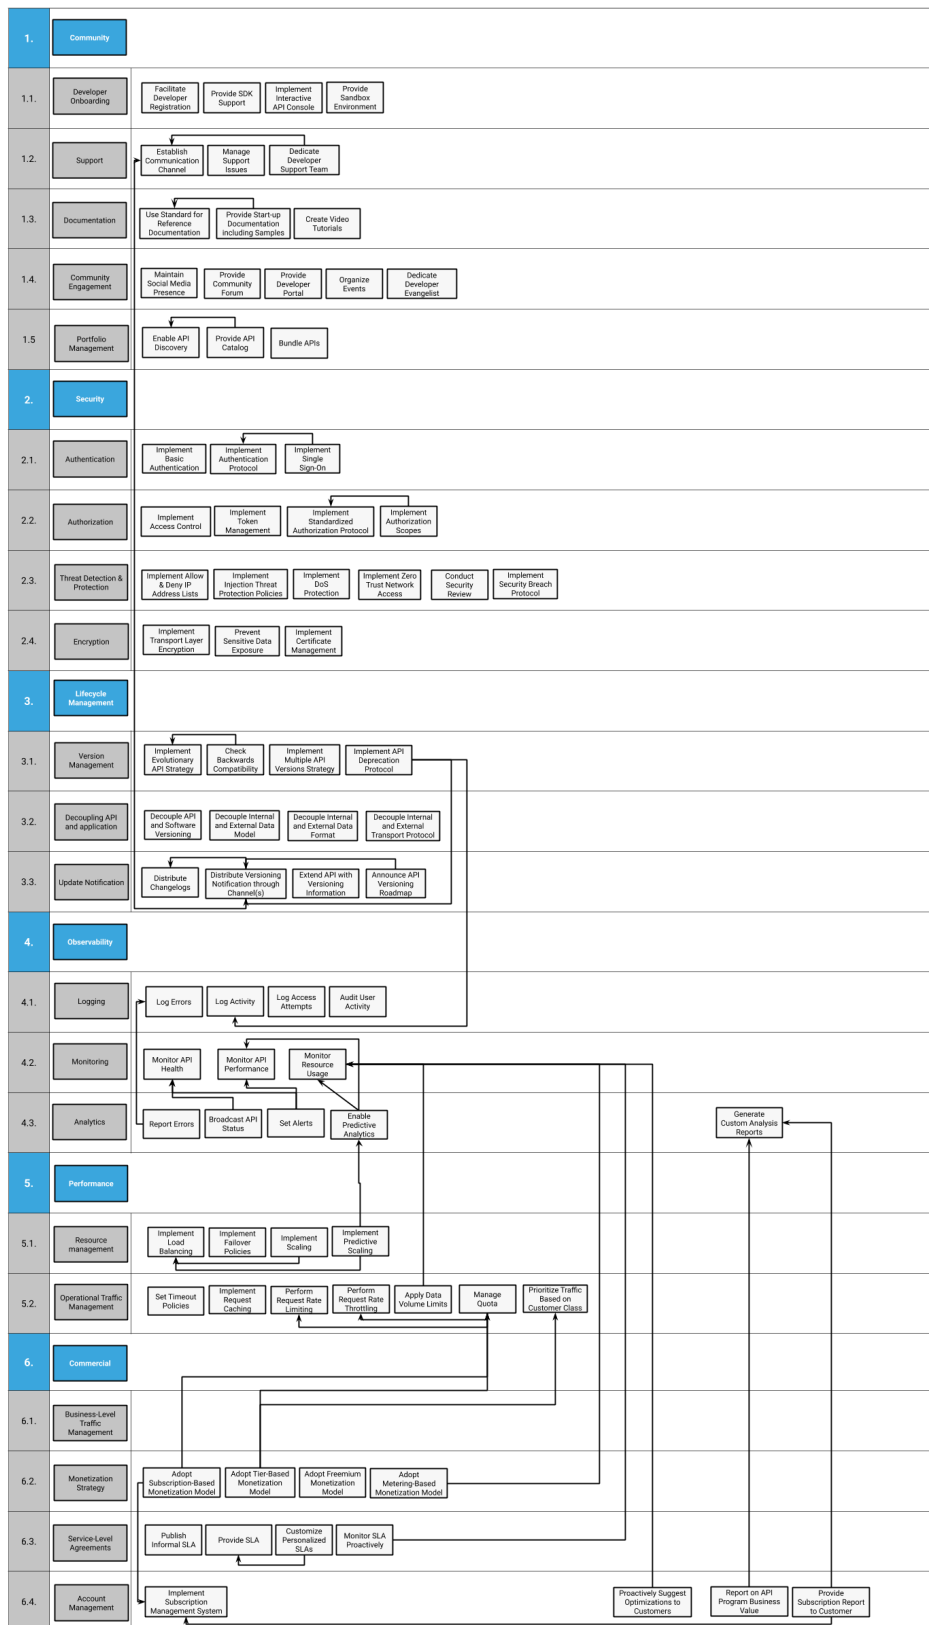 1.
Community
1.1.
Developer
Onboarding
Facilitate
Developer
Registration
Provide SDK
Support
Implement
Interactive
API Console
Provide
Sandbox
Environment
1.2.
Support
Establish
Communication
Channel
Manage
Support
Issues
Dedicate
Developer
Support Team
1.3.
Documentation
Use Standard for
Reference
Documentation
Provide Start-up
Documentation
including Samples
Create Video
Tutorials
1.4.
Community
Engagement
Maintain
Social Media
Presence
Provide
Community
Forum
Provide
Developer
Portal
Organize
Events
Dedicate
Developer
Evangelist
1.5
Portfolio
Management
Enable API
Discovery
Provide API
Catalog
Bundle APIs
2.
Security
2.1.
Authentication
Implement
Basic
Authentication
Implement
Authentication
Protocol
Implement
Single
Sign-On
2.2.
Authorization
Implement
Access Control
Implement
Token
Management
Implement
Standardized
Authorization Protocol
Implement
Authorization
Scopes
2.3.
Threat Detection &
Protection
Implement Allow
& Deny IP
Address Lists
Implement
Injection Threat
Protection Policies
Implement
DoS
Protection
Implement Zero
Trust Network
Access
Conduct
Security
Review
Implement
Security Breach
Protocol
2.4.
Encryption
Implement
Transport Layer
Encryption
Prevent
Sensitive Data
Exposure
Implement
Certificate
Management
3.
Lifecycle
Management
3.1.
Version
Management
Implement
Evolutionary
API Strategy
Check
Backwards
Compatibility
Implement
Multiple API
Versions Strategy
Implement API
Deprecation
Protocol
3.2.
Decoupling API
and application
Decouple API
and Software
Versioning
Decouple Internal
and External Data
Model
Decouple Internal
and External Data
Format
Decouple Internal
and External
Transport Protocol
3.3.
Update Notification
Distribute
Changelogs
Distribute Versioning
Notification through
Channel(s)
Extend API with
Versioning
Information
Announce API
Versioning
Roadmap
4.
Observability
4.1.
Logging
Log Errors
Log Activity
Log Access
Attempts
Audit User
Activity
4.2.
Monitoring
Monitor API
Health
Monitor API
Performance
Monitor
Resource
Usage
4.3.
Analytics
Report Errors
Broadcast API
Status
Set Alerts
Enable
Predictive
Analytics
Generate
Custom Analysis
Reports
5.
Performance
5.1.
Resource
management
Implement
Load
Balancing
Implement
Failover
Policies
Implement
Scaling
Implement
Predictive
Scaling
5.2.
Operational Traffic
Management
Set Timeout
Policies
Implement
Request
Caching
Perform
Request Rate
Limiting
Perform
Request Rate
Throttling
Apply Data
Volume Limits
Manage
Quota
Prioritize Traffic
Based on
Customer Class
6.
Commercial
6.1.
Business-Level
Traffic
Management
6.2.
Monetization
Strategy
Adopt
Subscription-Based
Monetization Model
Adopt Tier-Based
Monetization
Model
Adopt Freemium
Monetization
Model
Adopt
Metering-Based
Monetization Model
6.3.
Service-Level
Agreements
Publish
Informal SLA
Provide SLA
Customize
Personalized
SLAs
Monitor SLA
Proactively
6.4.
Account
Management
Implement
Subscription
Management System
Proactively Suggest
Optimizations to
Customers
Report on API
Program Business
Value
Provide
Subscription Report
to Customer